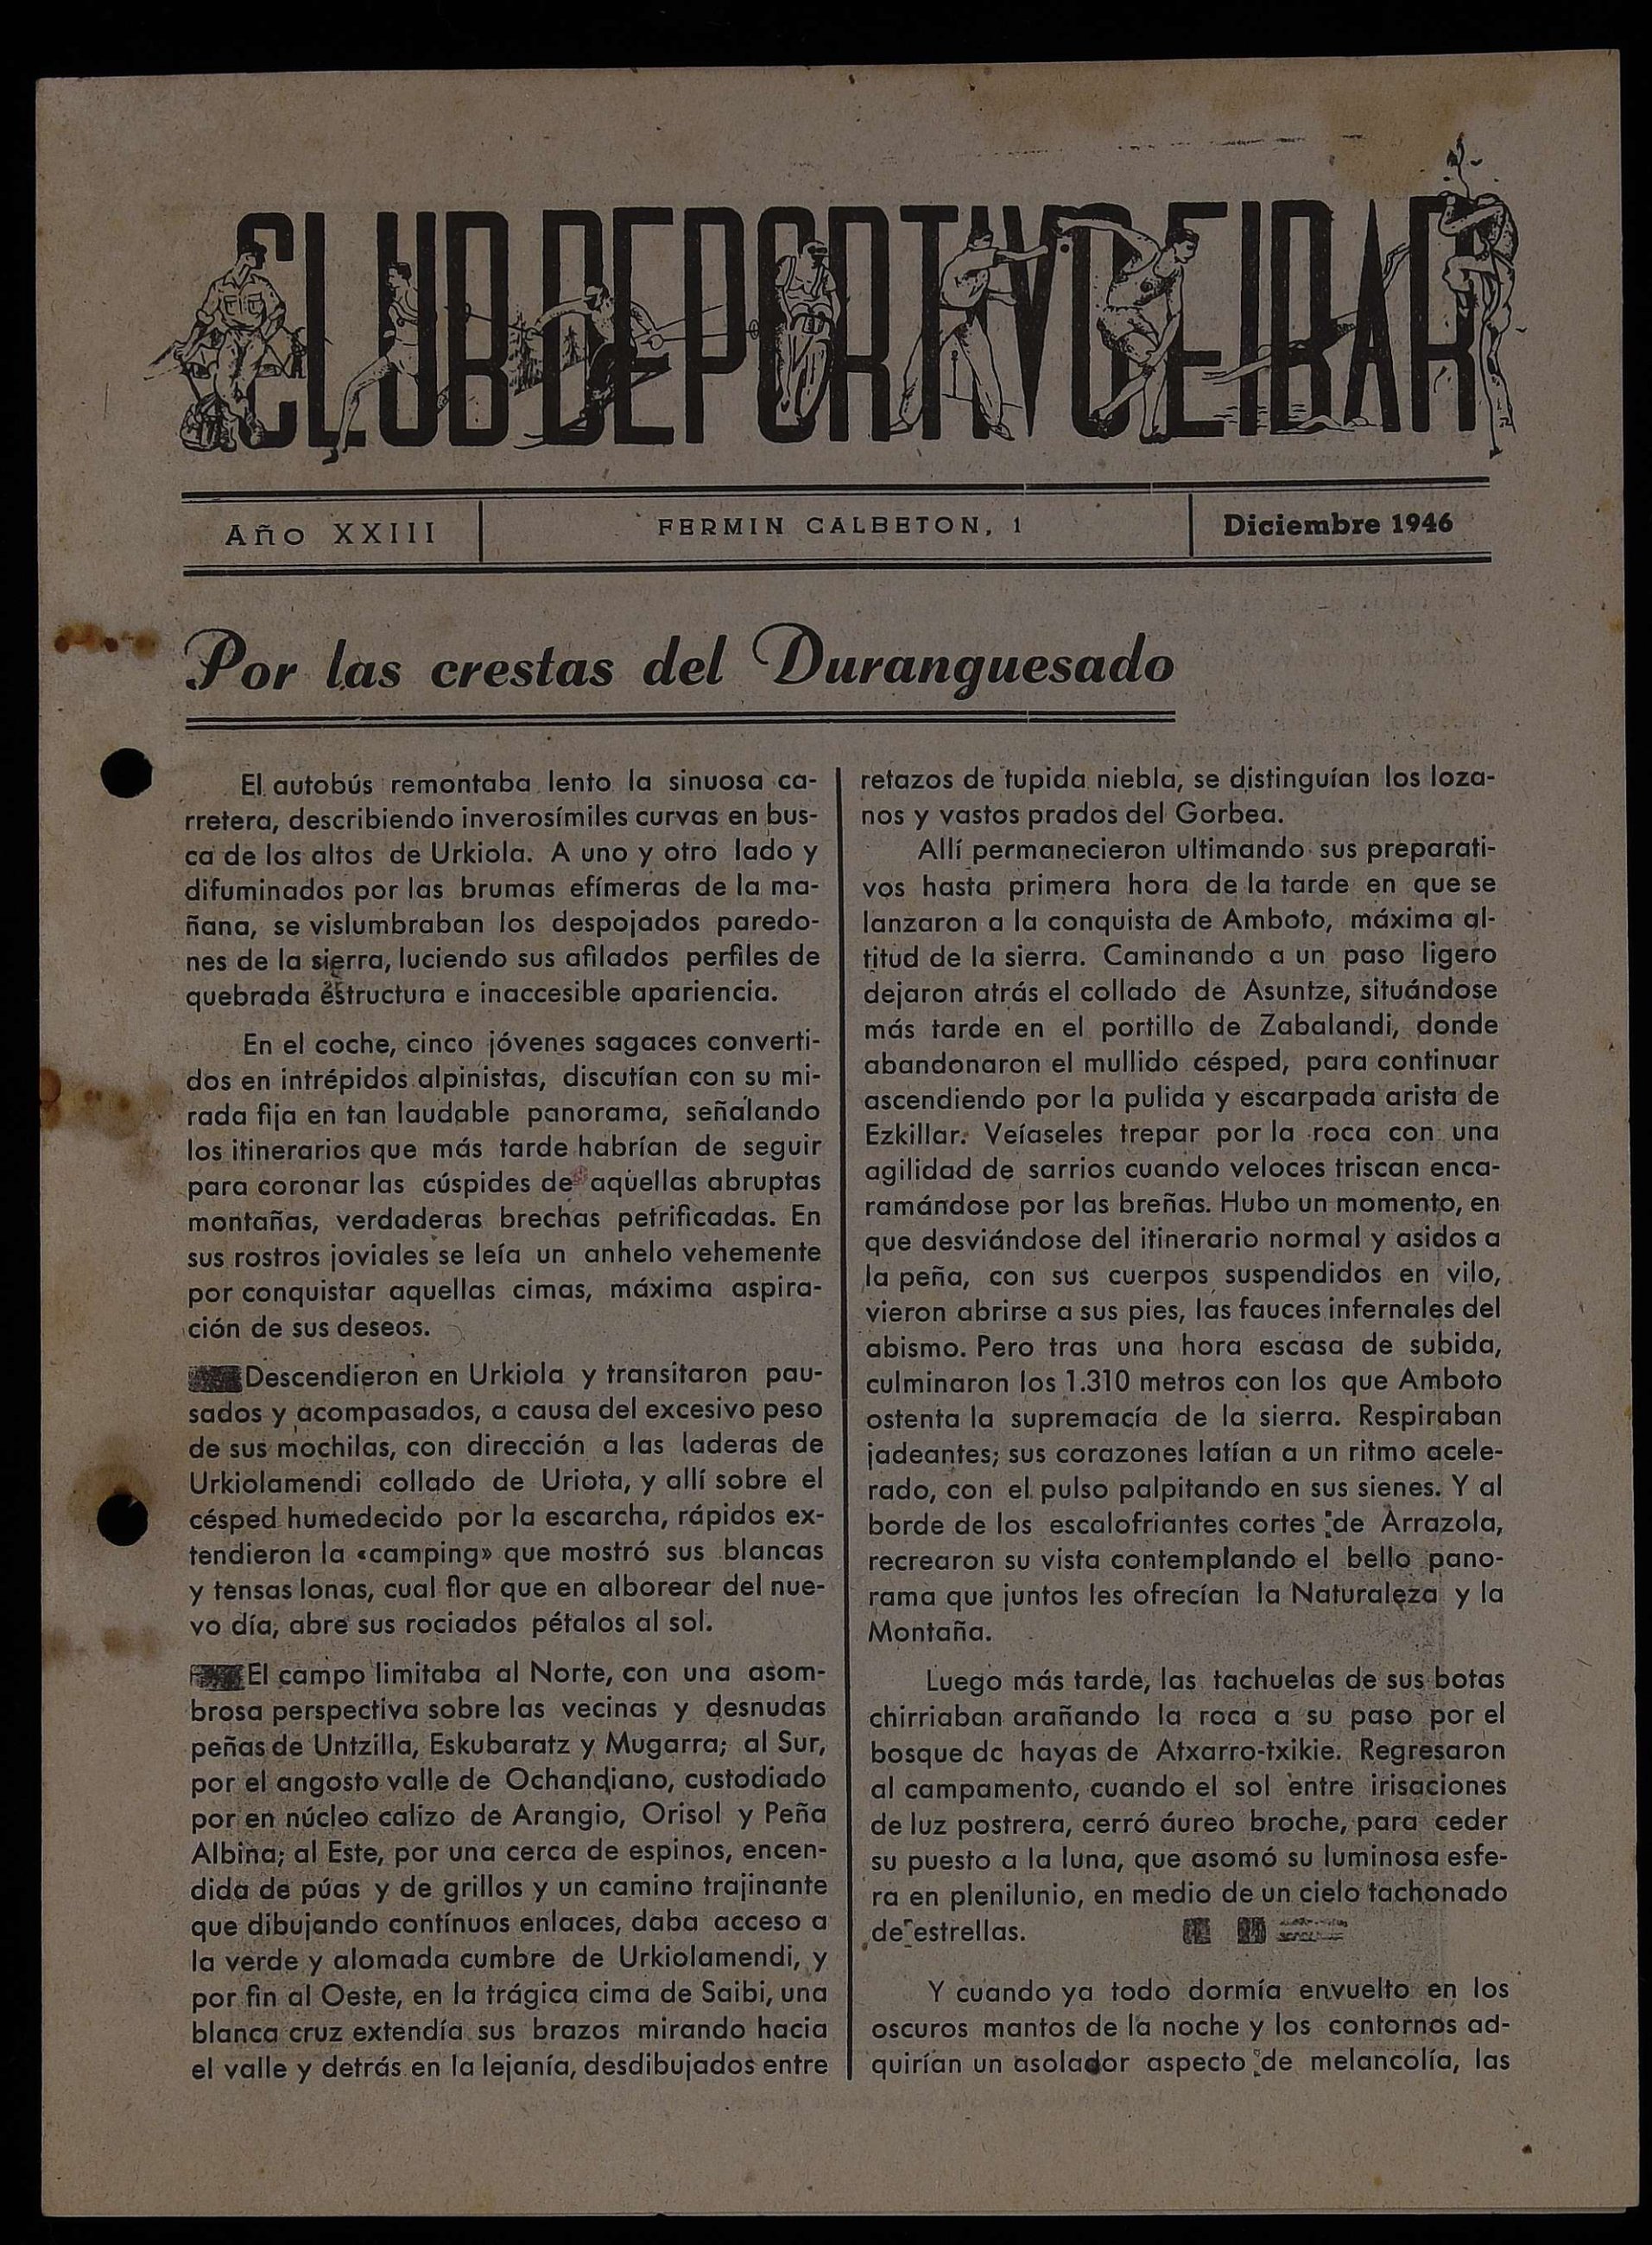 CLUB DEPORTIVO EIBAR
Año XXIII
FERMIN CALBETON, 1
Diciembre 1946
Por las crestas del Duranguesado
El autobús remontaba lento la sinuosa ca-
rretera, describiendo inverosímiles curvas en bus-
ca de los altos de Urkiola. A uno y otro lado y
difuminados por las brumas efímeras de la ma-
ñana, se vislumbraban los despojados paredo-
nes de la sierra, luciendo sus afilados perfiles de
quebrada estructura e inaccesible apariencia.
En el coche, cinco jóvenes sagaces converti-
dos en intrépidos alpinistas, discutían con su mi-
rada fija en tan laudable panorama, señalando
los itinerarios que más tarde habrían de seguir
para coronar las cúspides de aquellas abruptas
montañas, verdaderas brechas petrificadas. En
sus rostros joviales se leía un anhelo vehemente
por conquistar aquellas cimas, máxima aspira-
ción de sus deseos.
Descendieron en Urkiola y transitaron pau-
sados y acompasados, a causa del excesivo peso
de sus mochilas, con dirección a las laderas de
Urkiolamendi collado de Uriota, y allí sobre el
césped humedecido por la escarcha, rápidos ex-
tendieron la «camping» que mostró sus blancas
y tensas lonas, cual flor que en alborear del nue-
vo día, abre sus rociados pétalos al sol.
El campo limitaba al Norte, con una asom-
brosa perspectiva sobre las vecinas y desnudas
peñas de Untzilla, Eskubaratz y Mugarra; al Sur,
por el angosto valle de Ochandiano, custodiado
por en núcleo calizo de Arangio, Orisol y Peña
Albina; al Este, por una cerca de espinos, encen-
dida de púas y de grillos y un camino trajinante
que dibujando contínuos enlaces, daba acceso a
la verde y alomada cumbre de Urkiolamendi, y
por fin al Oeste, en la trágica cima de Saibi, una
blanca cruz extendía sus brazos mirando hacia
el valle y detrás en la lejanía, desdibujados entre
retazos de tupida niebla, se distinguían los loza-
nos y vastos prados del Gorbea.
Allí permanecieron ultimando sus preparati-
vos hasta primera hora de la tarde en que se
lanzaron a la conquista de Amboto, máxima al-
titud de la sierra. Caminando a un paso ligero
dejaron atrás el collado de Asuntze, situándose
más tarde en el portillo de Zabalandi, donde
abandonaron el mullido césped, para continuar
ascendiendo por la pulida y escarpada arista de
Ezkillar. Veíaseles trepar por la roca con una
agilidad de sarrios cuando veloces triscan enca-
ramándose por las breñas. Hubo un momento, en
que desviándose del itinerario normal y asidos a
la peña, con sus cuerpos suspendidos en vilo,
vieron abrirse a sus pies, las fauces infernales del
abismo. Pero tras una hora escasa de subida,
culminaron los 1.310 metros con los que Amboto
ostenta la supremacía de la sierra. Respiraban
jadeantes; sus corazones latían a un ritmo acele-
rado, con el pulso palpitando en sus sienes. Y al
borde de los escalofriantes cortes de Arrazola,
recrearon su vista contemplando el bello pano-
rama que juntos les ofrecían la Naturaleza y la
Montaña.
Luego más tarde, las tachuelas de sus botas
chirriaban arañando la roca a su paso por el
bosque dc hayas de Atxarro-txikie. Regresaron
al campamento, cuando el sol entre irisaciones
de luz postrera, cerró áureo broche, para ceder
su puesto a la luna, que asomó su luminosa esfe-
ra en plenilunio, en medio de un cielo tachonado
de estrellas.
Y cuando ya todo dormía envuelto en los
oscuros mantos de la noche y los contornos ad-
quirían un asolador aspecto de melancolía, las